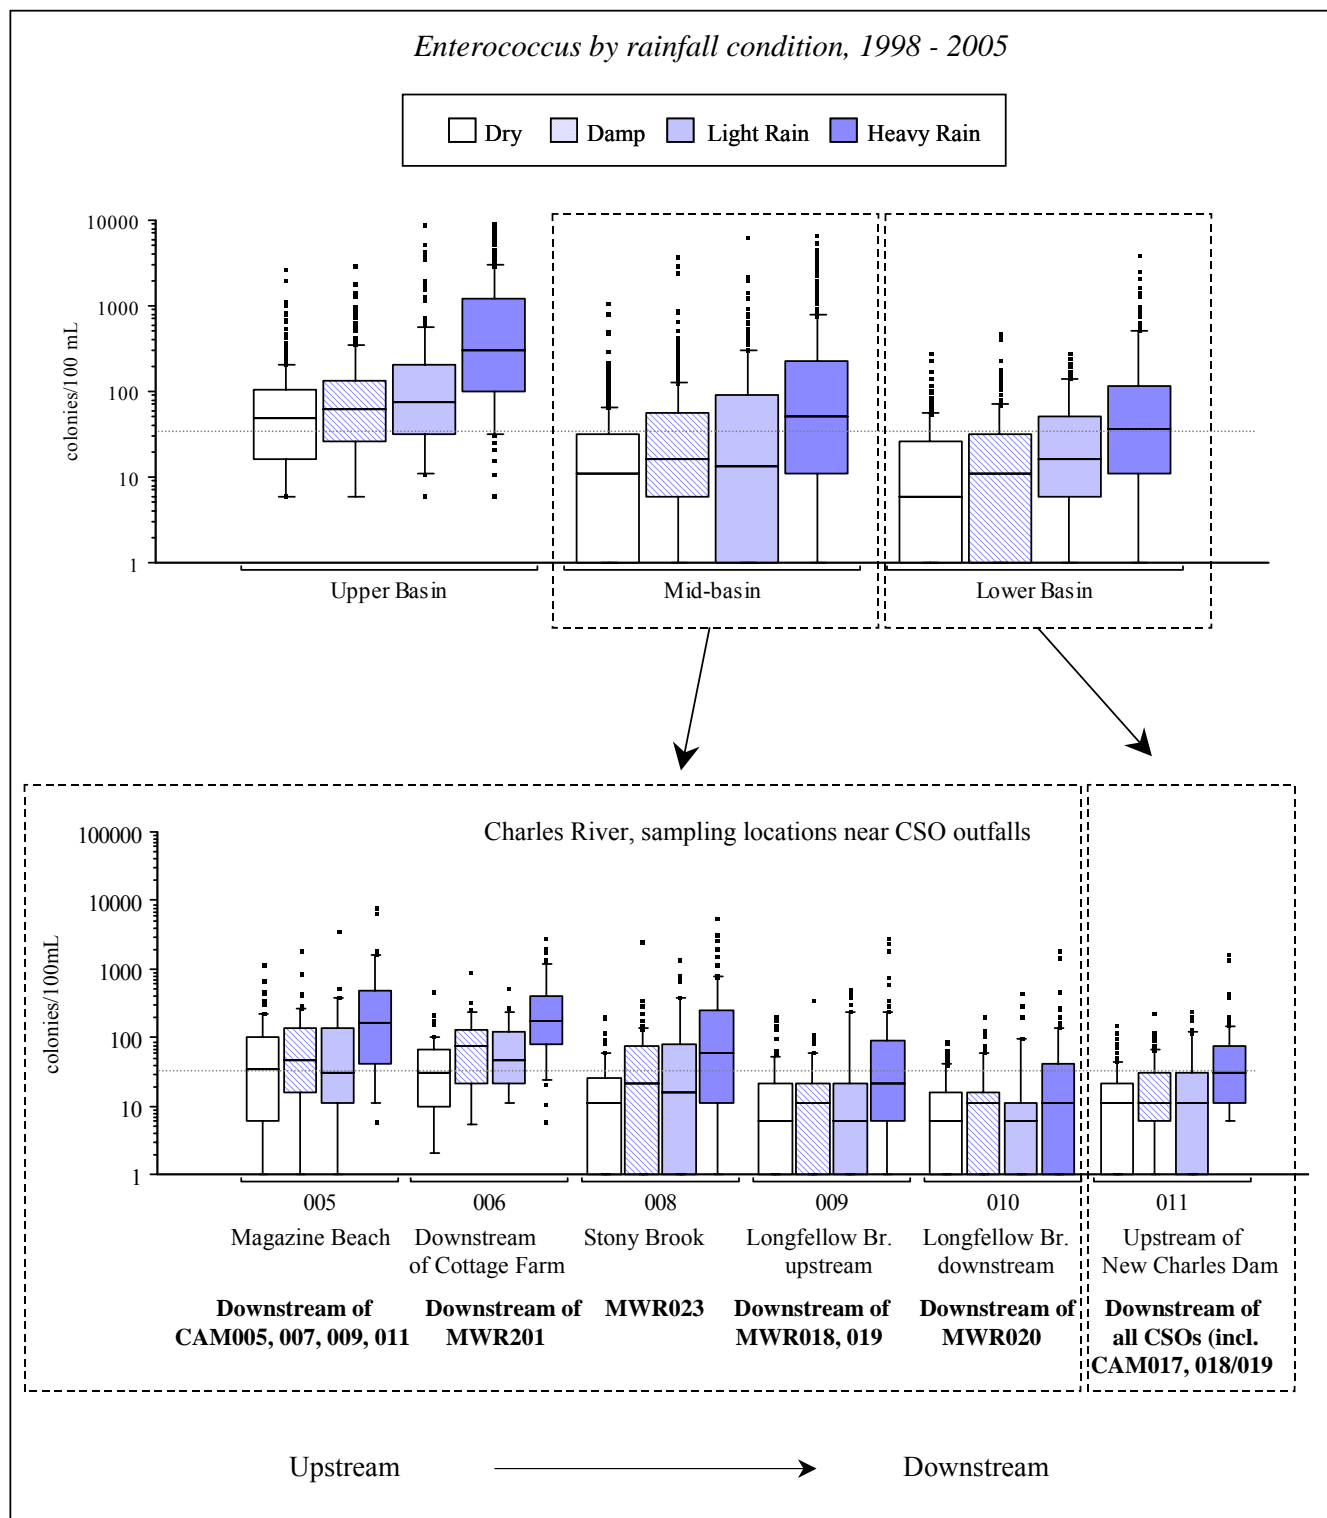 Enterococcus by rainfall condition, 1998 - 2005
Dry Damp Light Rain Heavy Rain
10000
1000
100
10
1
colonies/100 mL
Upper Basin Mid-basin Lower Basin
Charles River, sampling locations near CSO outfalls
100000
10000
1000
100
10
1
colonies/100mL
005 006 008 009 010 011
Magazine Beach Downstream Stony Brook Longfellow Br. Longfellow Br. Upstream of
of Cottage Farm upstream downstream New Charles Dam
Downstream of Downstream of MWR023 Downstream of Downstream of Downstream of
CAM005, 007, 009, 011 MWR201 MWR018, 019 MWR020 all CSOs (incl.
CAM017, 018/019
Upstream Downstream